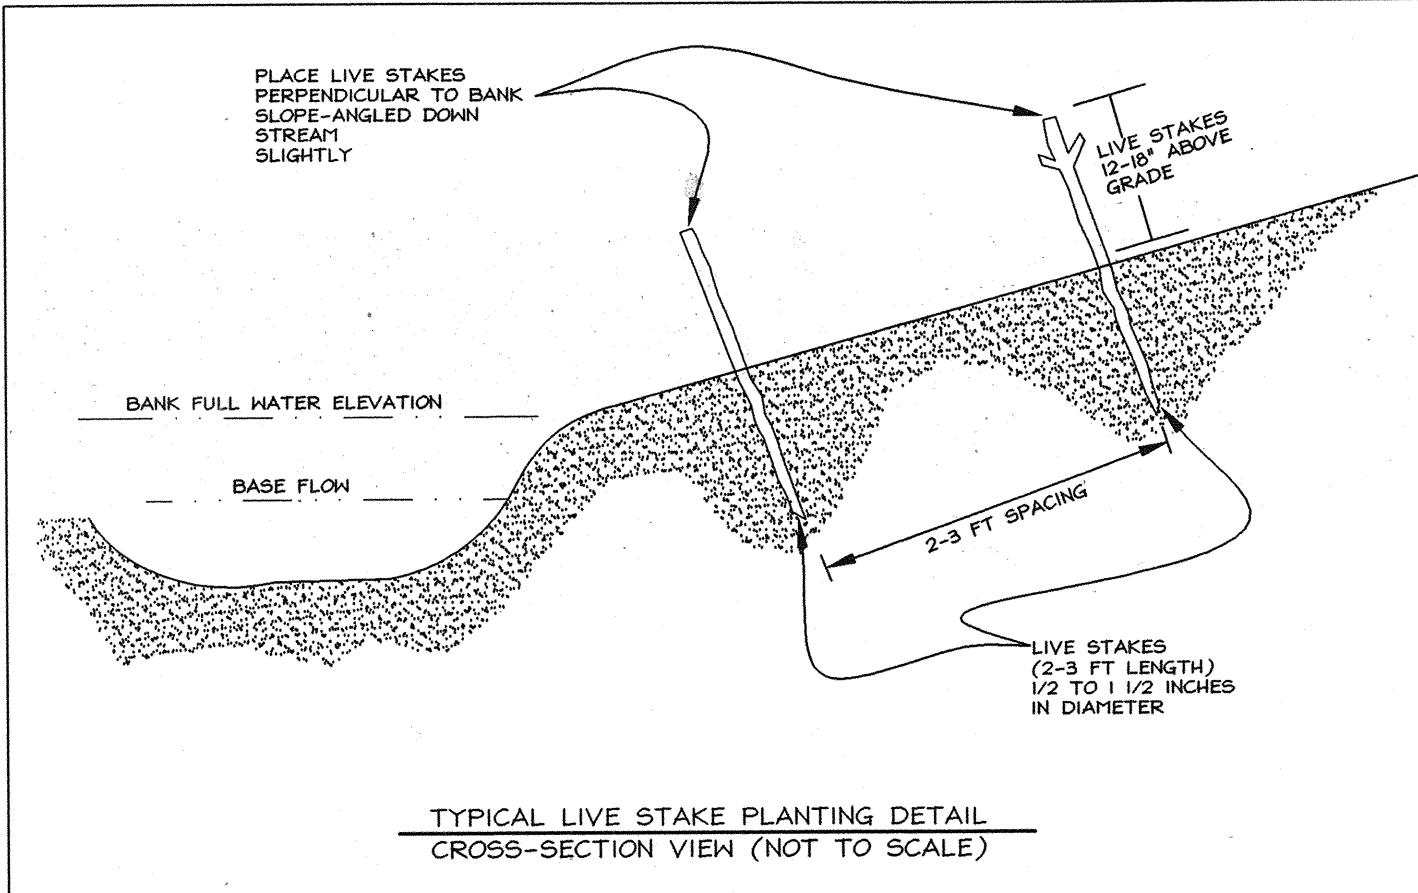 PLACE LIVE STAKES
PERPENDICULAR TO BANK
SLOPE-ANGLED DOWN
STREAM
SLIGHTLY
LIVE STAKES
12-18" ABOVE
GRADE
BANK FULL WATER ELEVATION
BASE FLOW
2-3 FT SPACING
LIVE STAKES
(2-3 FT LENGTH)
1/2 TO 1 1/2 INCHES
IN DIAMETER
TYPICAL LIVE STAKE PLANTING DETAIL
CROSS-SECTION VIEW (NOT TO SCALE)